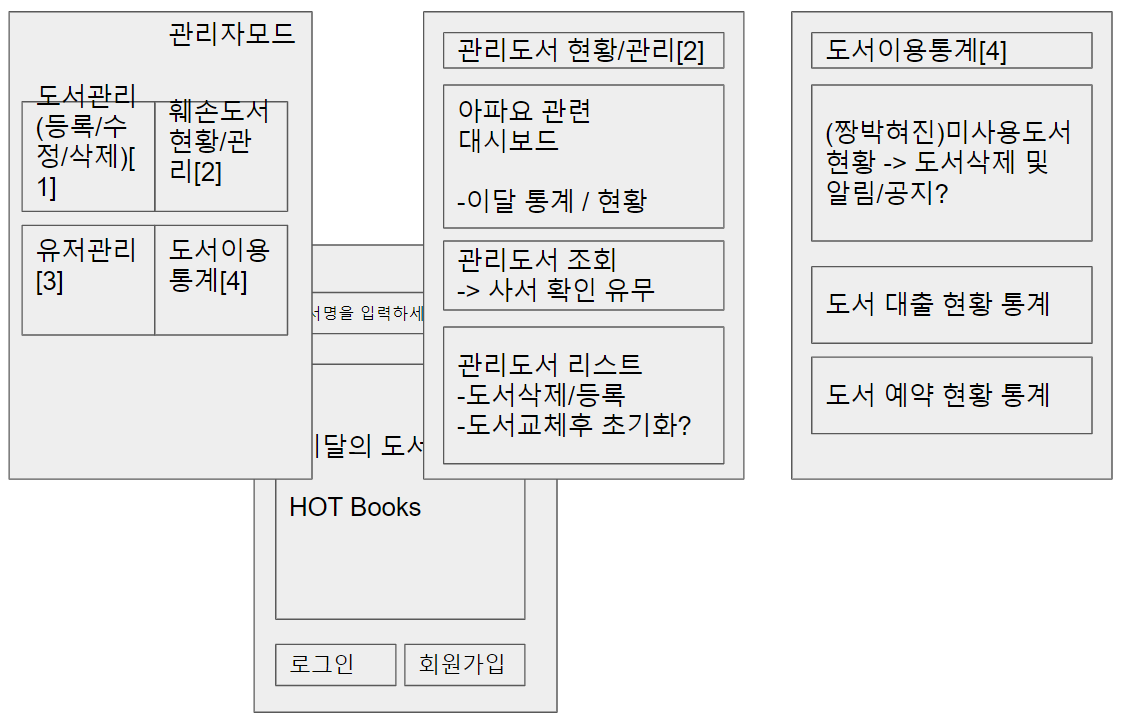 관리자모드
도서관리
(등록/수
정/삭제)[
1]
훼손도서
현황/관
리[2]
유저관리
[3]
도서이용
통계[4]
서명을 입력하세
이달의 도서
HOT Books
로그인
회원가입
관리도서 현황/관리[2]
아파요 관련
대시보드
-이달 통계 / 현황
관리도서 조회
-> 사서 확인 유무
관리도서 리스트
-도서삭제/등록
-도서교체후 초기화?
도서이용통계[4]
(짱박혀진)미사용도서
현황 -> 도서삭제 및
알림/공지?
도서 대출 현황 통계
도서 예약 현황 통계